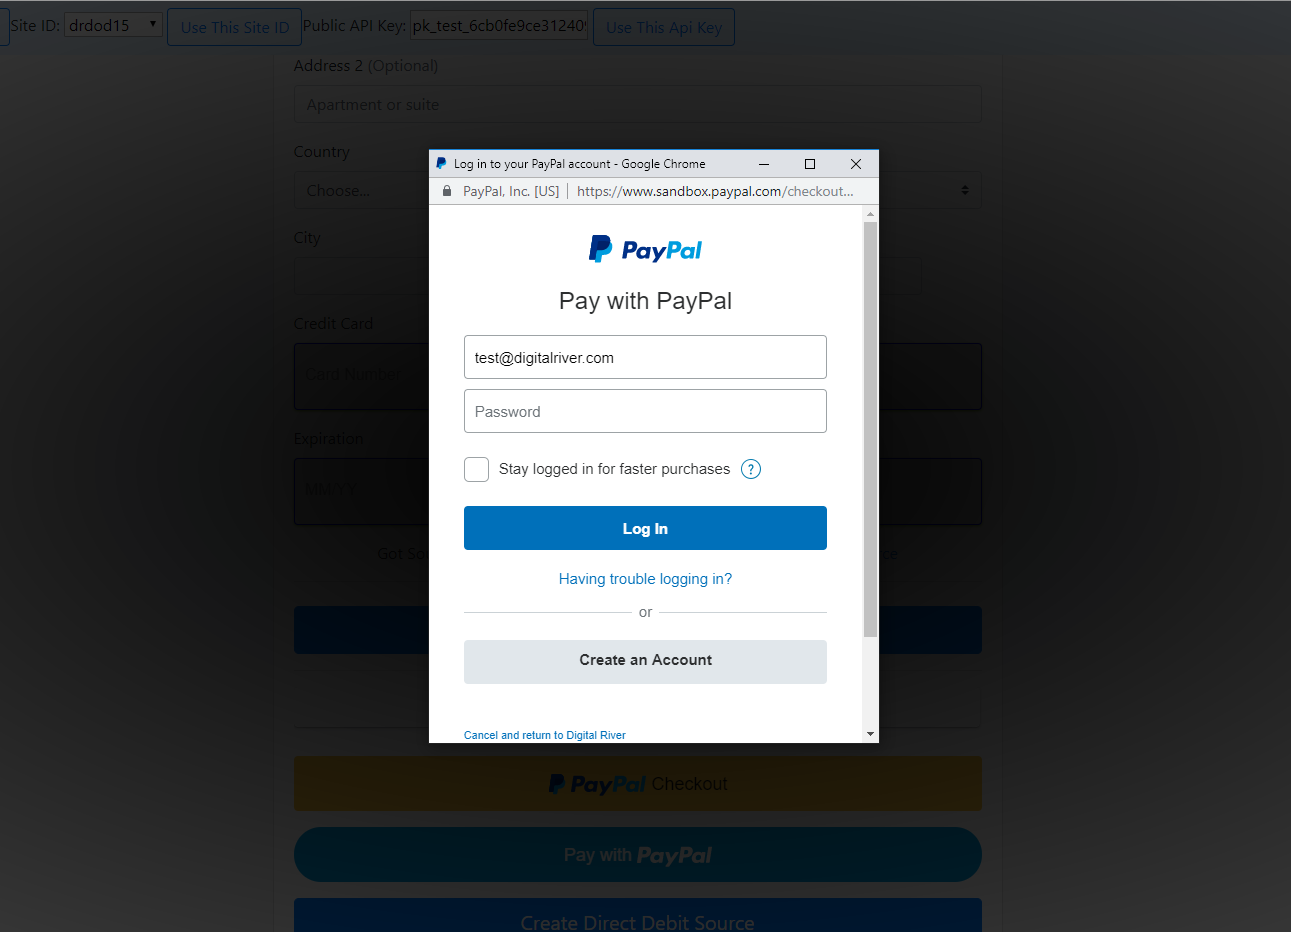 Site ID: drdod15 Use This Site ID Public API Key: pk_test_6cb0fe9ce31240 Use This Api Key
Address 2 (Optional)
Apartment or suite
Country
Choose...
City
Credit Card
Card Number
Expiration
MM/YY
Log in to your PayPal account - Google Chrome
PayPal, Inc. [US] https://www.sandbox.paypal.com/checkout...
PayPal
Pay with PayPal
test@digitalriver.com
Password
Stay logged in for faster purchases ?
Log In
Having trouble logging in?
or
Create an Account
Cancel and return to Digital River
PayPal Checkout
Pay with PayPal
Create Direct Debit Source